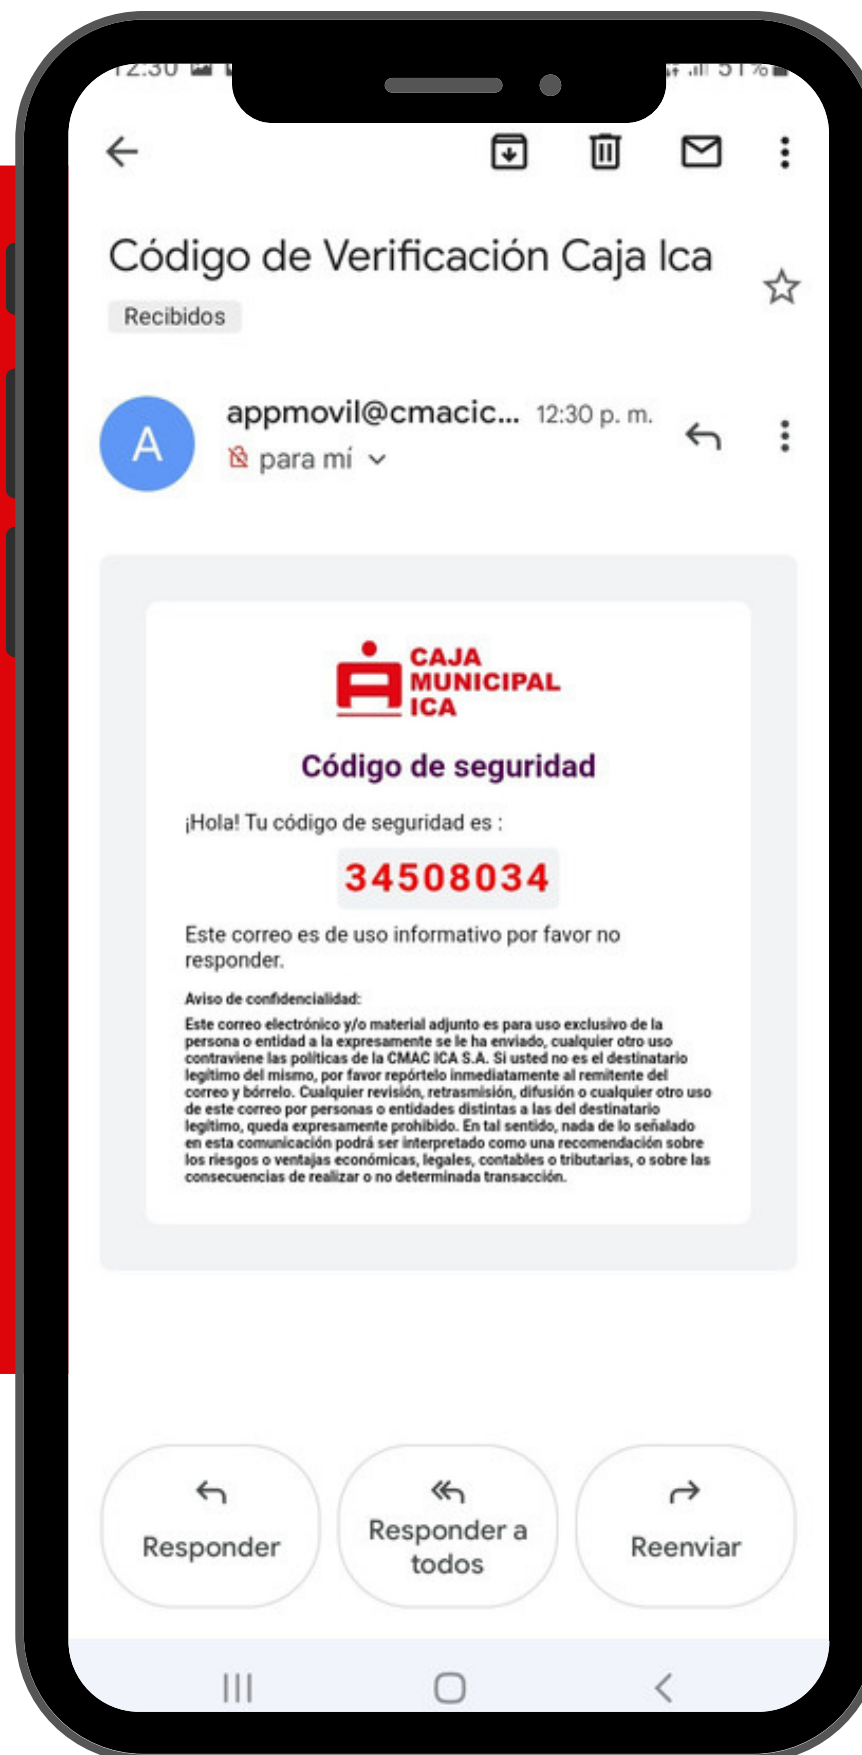 12:30
51%
Código de Verificación Caja Ica
Recibidos
A
appmovil@cmacic... 12:30 p. m.
para mí
CAJA
MUNICIPAL
ICA
Código de seguridad
¡Hola! Tu código de seguridad es :
34508034
Este correo es de uso informativo por favor no
responder.
Aviso de confidencialidad:
Este correo electrónico y/o material adjunto es para uso exclusivo de la
persona o entidad a la expresamente se le ha enviado, cualquier otro uso
contraviene las políticas de la CMAC ICA S.A. Si usted no es el destinatario
legítimo del mismo, por favor repórtelo inmediatamente al remitente del
correo y bórrelo. Cualquier revisión, retrasmisión, difusión o cualquier otro uso
de este correo por personas o entidades distintas a las del destinatario
legítimo, queda expresamente prohibido. En tal sentido, nada de lo señalado
en esta comunicación podrá ser interpretado como una recomendación sobre
los riesgos o ventajas económicas, legales, contables o tributarias, o sobre las
consecuencias de realizar o no determinada transacción.
Responder
Responder a
todos
Reenviar